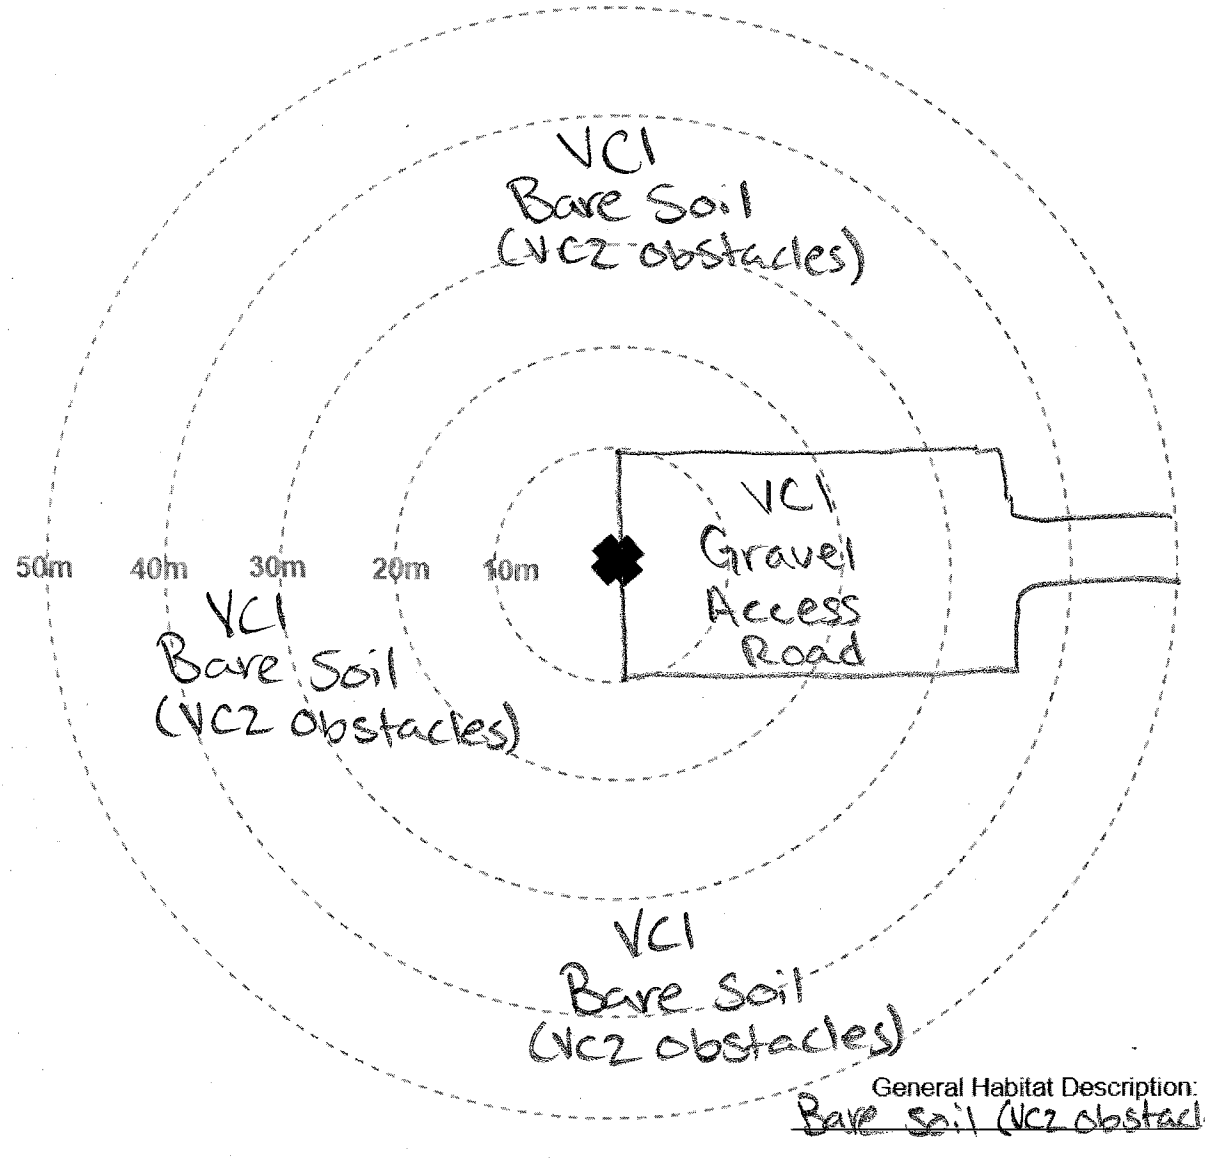 VC1
Bare Soil
(VC2 obstacles)
VC1
Gravel
Access
Road
50m 40m 30m 20m 10m
VC1
Bare Soil
(VC2 obstacles)
VC1
Bare Soil
(VC2 obstacles)
General Habitat Description:
Bare soil (VC2 obstacl